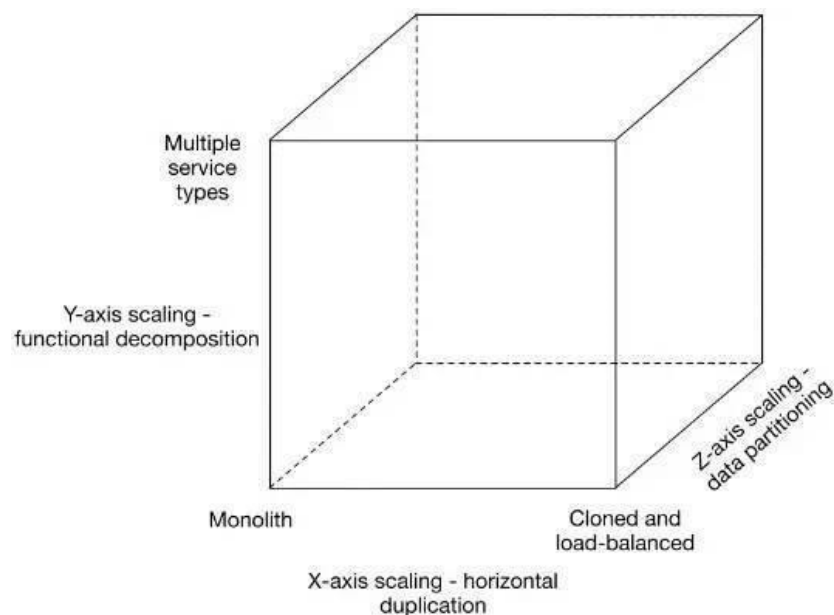 Multiple
service
types
Y-axis scaling -
functional decomposition
Z-axis scaling -
data partitioning
Monolith
Cloned and
load-balanced
X-axis scaling - horizontal
duplication